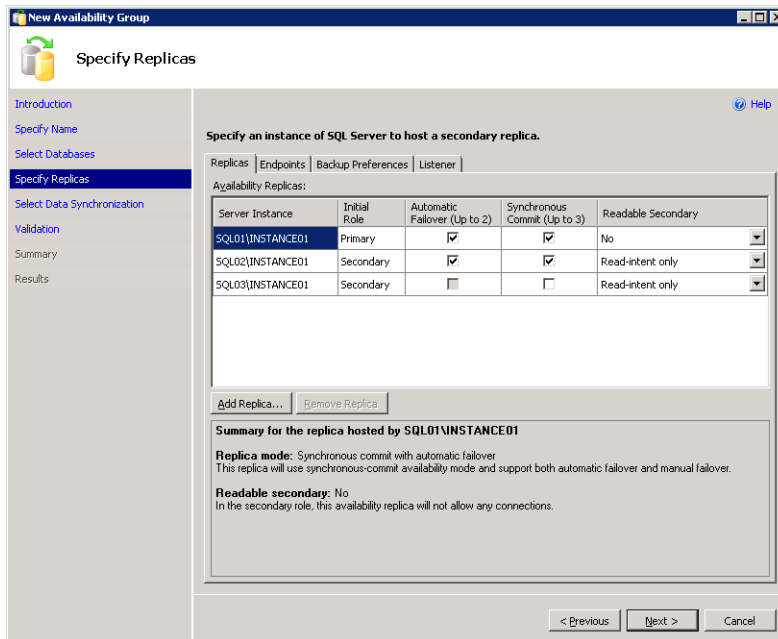 New Availability Group
Specify Replicas
Introduction
Specify Name
Select Databases
Specify Replicas
Select Data Synchronization
Validation
Summary
Results
Help
Specify an instance of SQL Server to host a secondary replica.
Replicas Endpoints Backup Preferences Listener
Availability Replicas:
Server Instance Initial Role Automatic Failover (Up to 2) Synchronous Commit (Up to 3) Readable Secondary
SQL01\INSTANCE01 Primary No
SQL02\INSTANCE01 Secondary Read-intent only
SQL03\INSTANCE01 Secondary Read-intent only
Add Replica... Remove Replica
Summary for the replica hosted by SQL01\INSTANCE01
Replica mode: Synchronous commit with automatic failover
This replica will use synchronous-commit availability mode and support both automatic failover and manual failover.
Readable secondary: No
In the secondary role, this availability replica will not allow any connections.
< Previous Next > Cancel